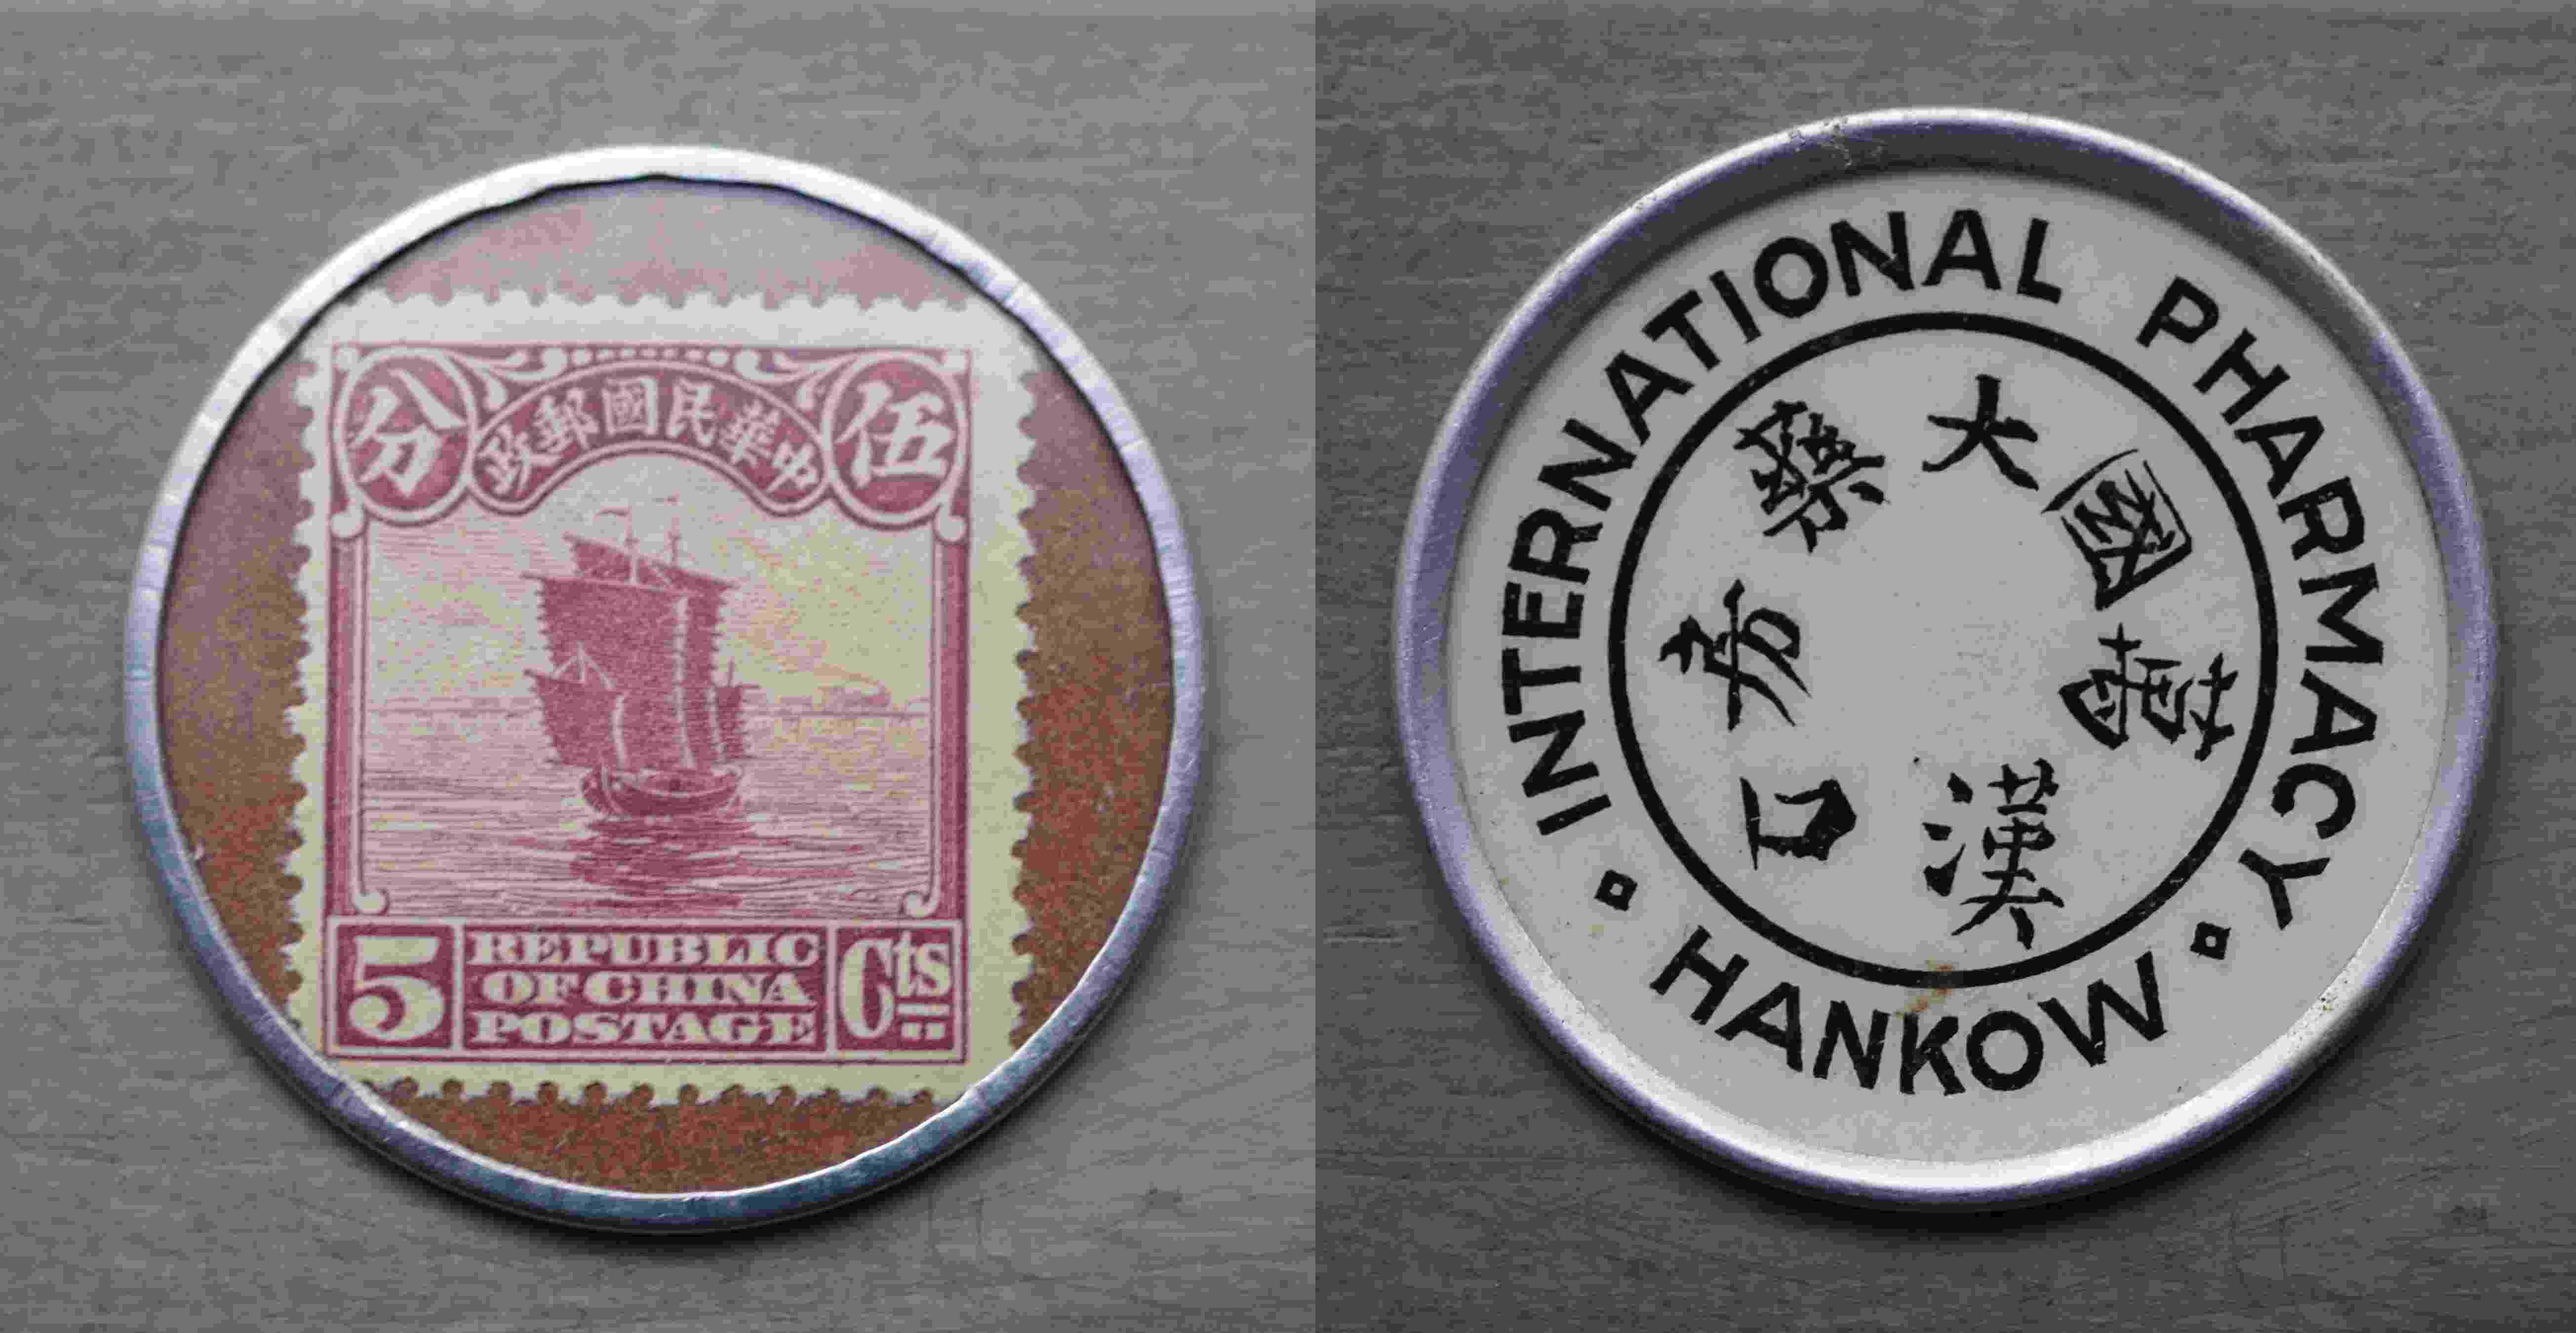 中華民國郵政
伍分
5 REPUBLIC OF CHINA POSTAGE Cts
INTERNATIONAL PHARMACY
萬國大藥房
漢口
HANKOW